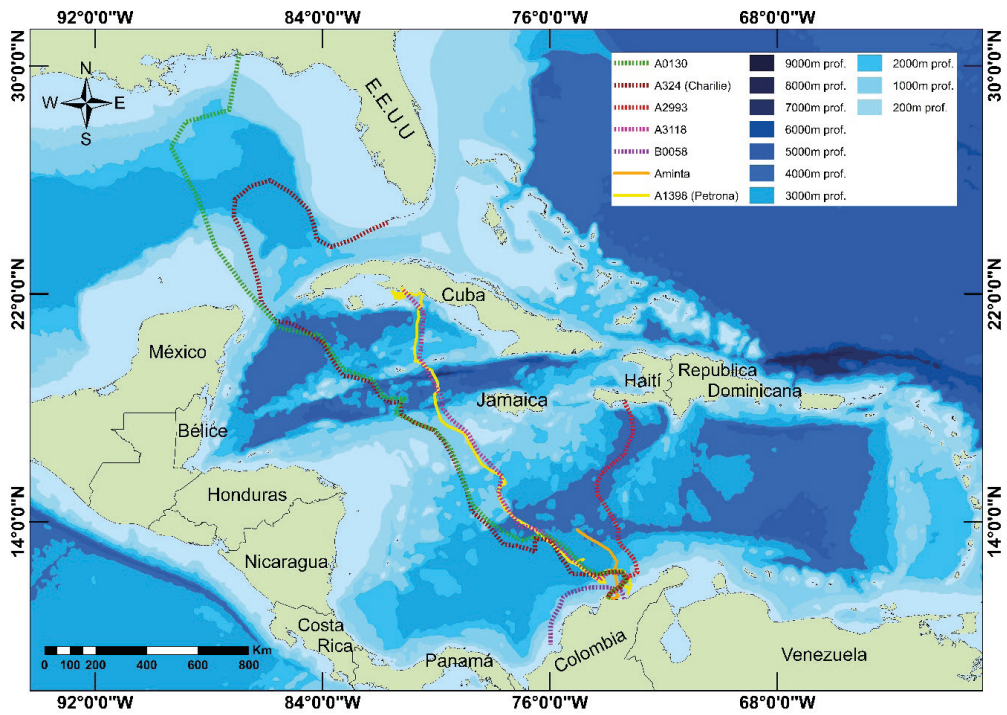 92°0'0"W 84°0'0"W 76°0'0"W 68°0'0"W
30°0'0"N
22°0'0"N
14°0'0"N
N
W E
S
E.E.U.U
A0130
A324 (Charilie)
A2993
A3118
B0058
Aminta
A1398 (Petrona)
9000m prof.
8000m prof.
7000m prof.
6000m prof.
5000m prof.
4000m prof.
3000m prof.
2000m prof.
1000m prof.
200m prof.
30°0'0"N
22°0'0"N
14°0'0"N
Cuba
México
Haití
Republica
Dominicana
Jamaica
Bélice
Honduras
Nicaragua
Costa
Rica
Panamá
Colombia
Venezuela
0 100 200 400 600 800 Km
92°0'0"W 84°0'0"W 76°0'0"W 68°0'0"W